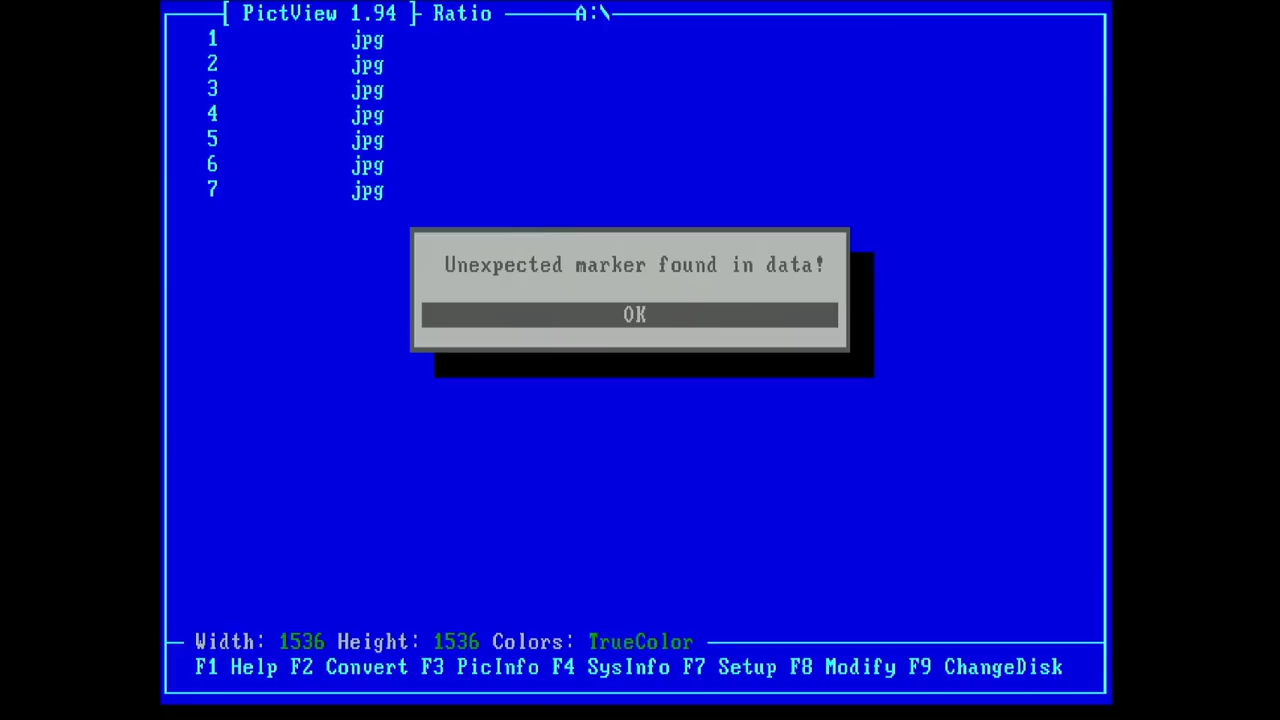 [ PictView 1.94 ] Ratio A:\
1 jpg
2 jpg
3 jpg
4 jpg
5 jpg
6 jpg
7 jpg
Unexpected marker found in data!
OK
Width: 1536 Height: 1536 Colors: TrueColor
F1 Help F2 Convert F3 PicInfo F4 SysInfo F7 Setup F8 Modify F9 ChangeDisk